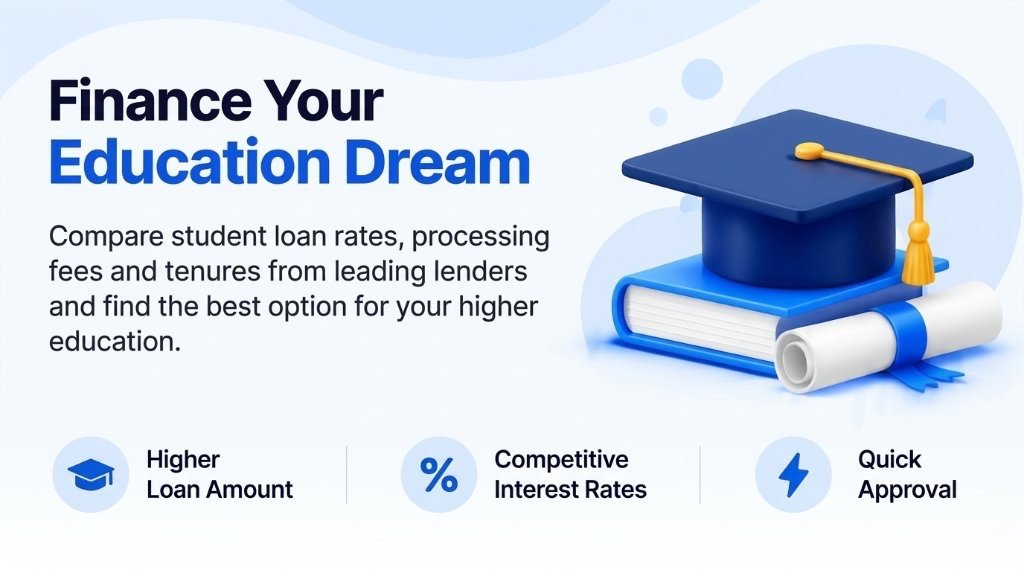 Finance Your
Education Dream
Compare student loan rates, processing
fees and tenures from leading lenders
and find the best option for your higher
education.
Higher
Loan Amount
%
Competitive
Interest Rates
Quick
Approval